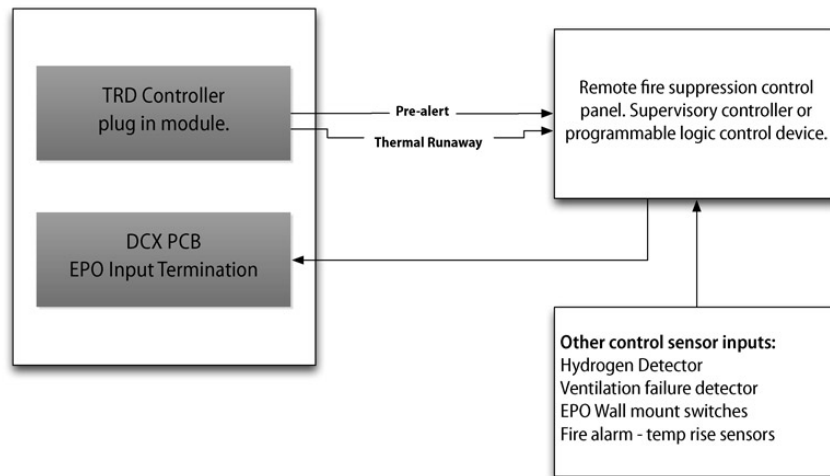 TRD Controller
plug in module.
Pre-alert
Thermal Runaway
Remote fire suppression control
panel. Supervisory controller or
programmable logic control device.
DCX PCB
EPO Input Termination
Other control sensor inputs:
Hydrogen Detector
Ventilation failure detector
EPO Wall mount switches
Fire alarm - temp rise sensors